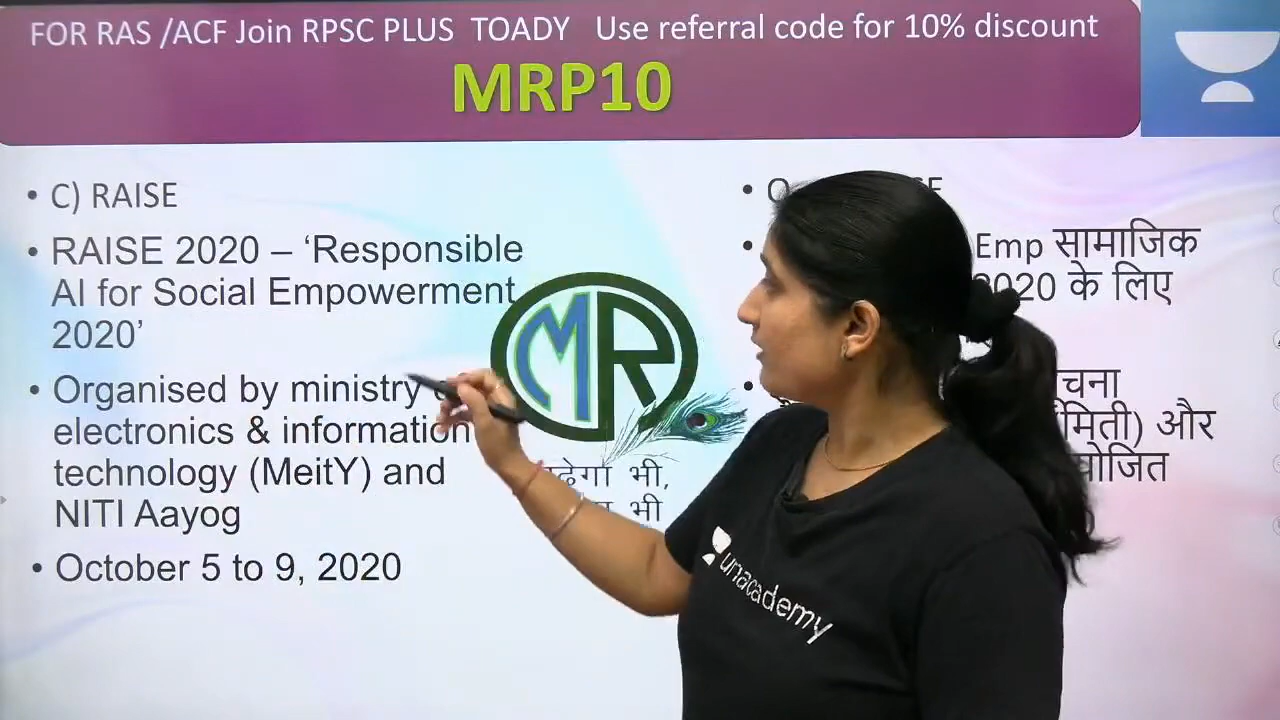 FOR RAS /ACF Join RPSC PLUS TOADY Use referral code for 10% discount
MRP10
• C) RAISE
• RAISE 2020 – ‘Responsible
AI for Social Empowerment
2020’
• Organised by ministry
electronics & information
technology (MeitY) and
NITI Aayog
• October 5 to 9, 2020
MR
भी,
भी
Emp सामाजिक
2020 के लिए
और
unacademy